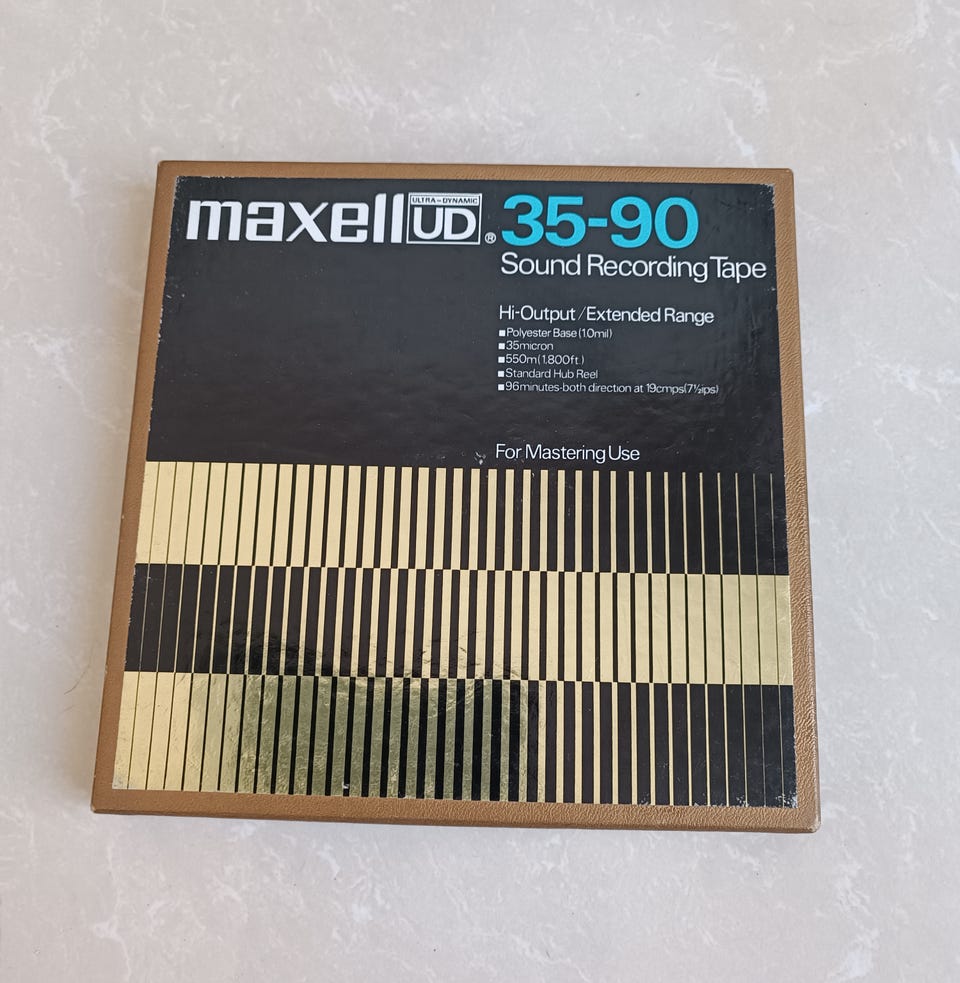 maxell ULTRA-DYNAMIC UD® 35-90
Sound Recording Tape
Hi-Output/Extended Range
■Polyester Base(1.0mil)
■35micron
■550m(1.800ft.)
■Standard Hub Reel
■96minutes-both direction at 19cmps(7½ips)
For Mastering Use